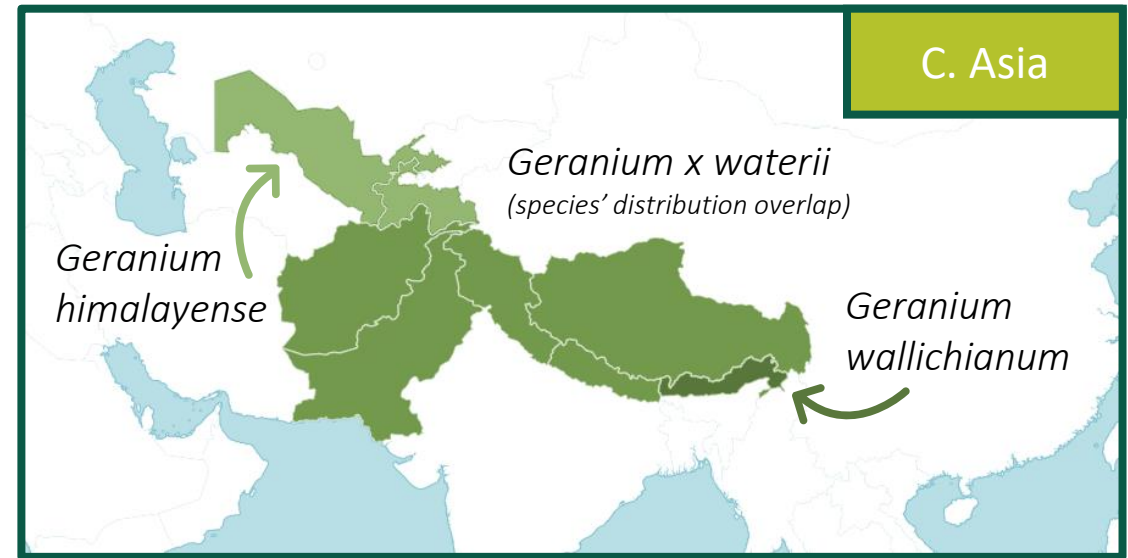 C. Asia
Geranium x waterii
(species’ distribution overlap)
Geranium
himalayense
Geranium
wallichianum